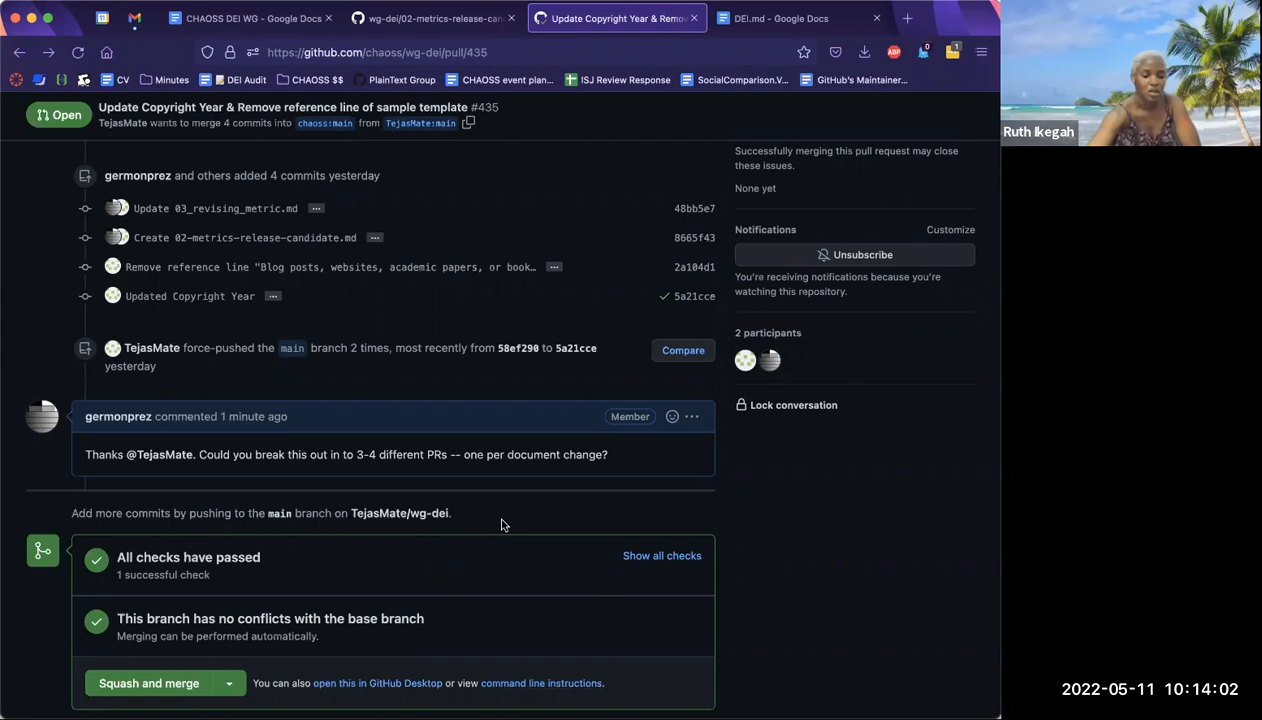 CHAOSS DEI WG - Google Docs
wg-dei/02-metrics-release-can
Update Copyright Year & Remov
DEI.md - Google Docs
https://github.com/chaoss/wg-dei/pull/435
ABP
0
1
CV
Minutes
DEI Audit
CHAOSS $$
PlainText Group
CHAOSS event plan...
ISJ Review Response
SocialComparison.V...
GitHub's Maintainer...
Open
Update Copyright Year & Remove reference line of sample template #435
TejasMate wants to merge 4 commits into chaoss:main from TejasMate:main
germonprez and others added 4 commits yesterday
Update 03_revising_metric.md ...
48bb5e7
Create 02-metrics-release-candidate.md ...
8665f43
Remove reference line "Blog posts, websites, academic papers, or book… ...
2a104d1
Updated Copyright Year ...
5a21cce
TejasMate force-pushed the main branch 2 times, most recently from 58ef290 to 5a21cce
yesterday
Compare
germonprez commented 1 minute ago
Member
Thanks @TejasMate. Could you break this out in to 3-4 different PRs -- one per document change?
Add more commits by pushing to the main branch on TejasMate/wg-dei.
All checks have passed
1 successful check
Show all checks
This branch has no conflicts with the base branch
Merging can be performed automatically.
Squash and merge
You can also open this in GitHub Desktop or view command line instructions.
Successfully merging this pull request may close
these issues.
None yet
Notifications
Customize
Unsubscribe
You're receiving notifications because you're
watching this repository.
2 participants
Lock conversation
Ruth Ikegah
2022-05-11 10:14:02